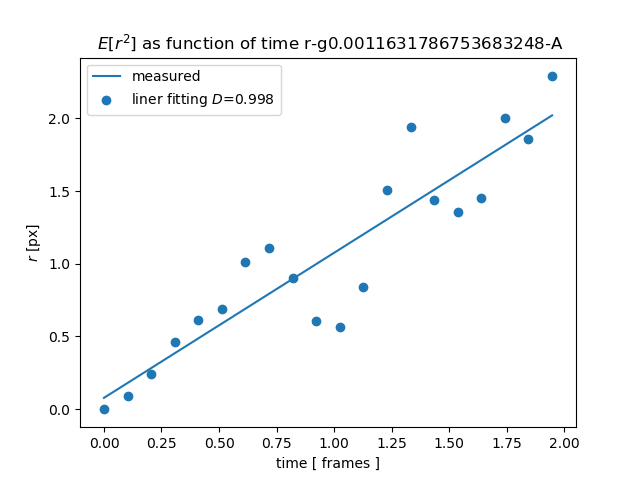 E[r²] as function of time r-g0.0011631786753683248-A
measured
liner fitting D=0.998
2.0
1.5
1.0
0.5
0.0
r [px]
0.00 0.25 0.50 0.75 1.00 1.25 1.50 1.75 2.00
time [ frames ]